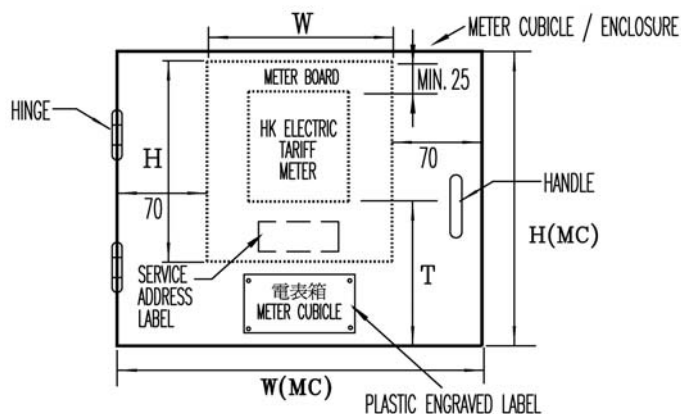 W
METER CUBICLE / ENCLOSURE
METER BOARD
MIN. 25
HINGE
HK ELECTRIC
TARIFF
METER
H
70
70
HANDLE
H(MC)
SERVICE
ADDRESS
LABEL
T
電表箱
METER CUBICLE
W(MC)
PLASTIC ENGRAVED LABEL